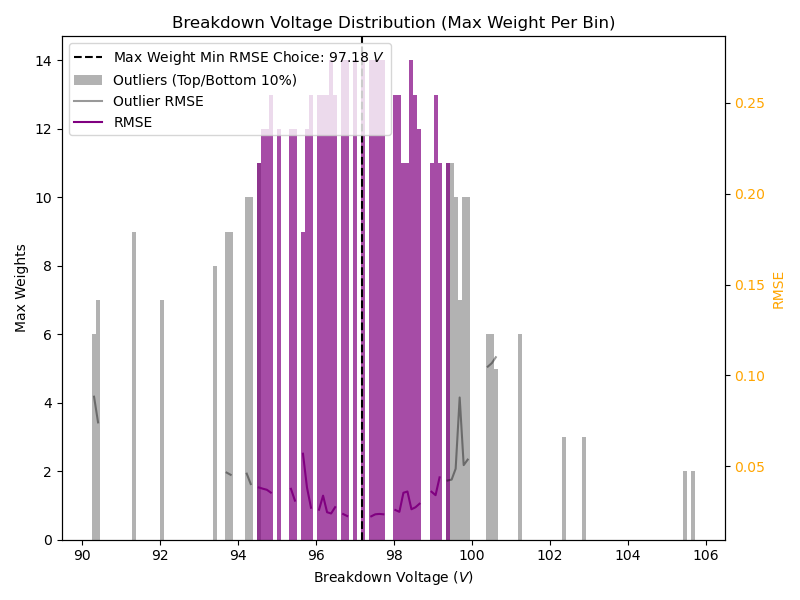 Breakdown Voltage Distribution (Max Weight Per Bin)
Max Weight Min RMSE Choice: 97.18 V
Outliers (Top/Bottom 10%)
Outlier RMSE
RMSE
Max Weights
14
12
10
8
6
4
2
0
0.25
0.20
0.15
0.10
0.05
RMSE
90 92 94 96 98 100 102 104 106
Breakdown Voltage (V)